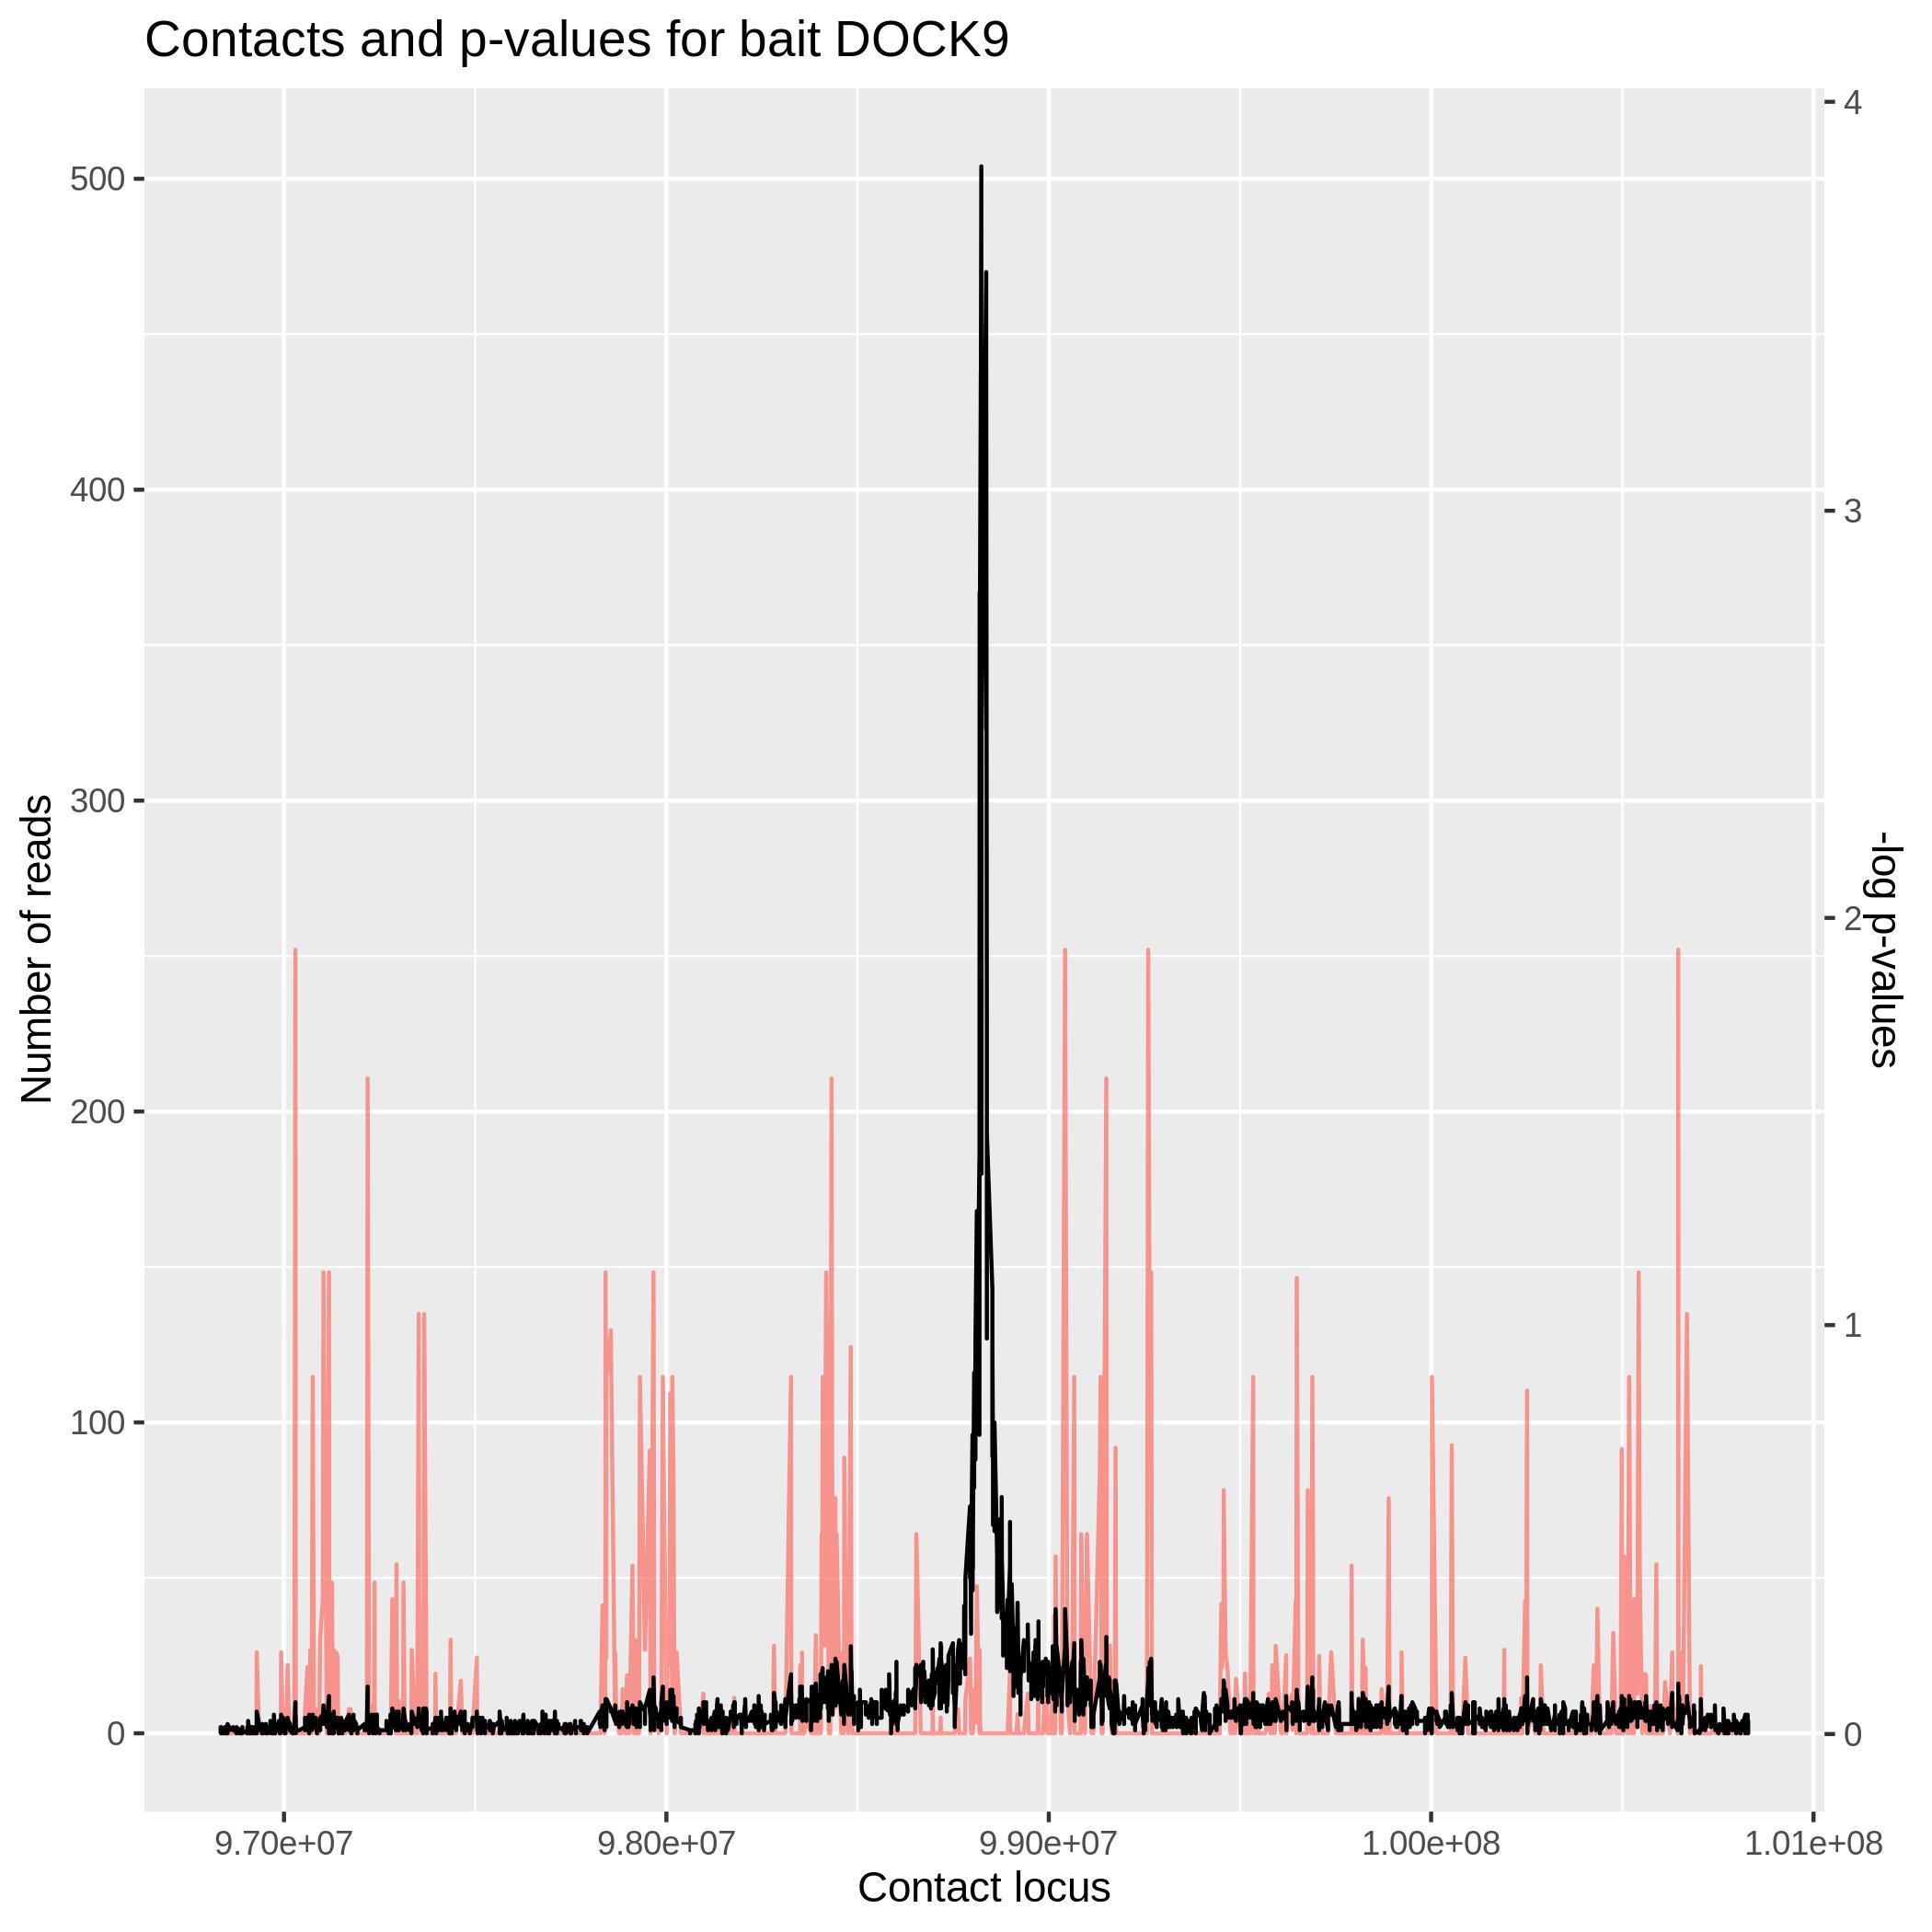 Contacts and p-values for bait DOCK9
500
400
300
200
100
0
Number of reads
4
3
2
1
0
-log p-values
9.70e+07
9.80e+07
9.90e+07
1.00e+08
1.01e+08
Contact locus